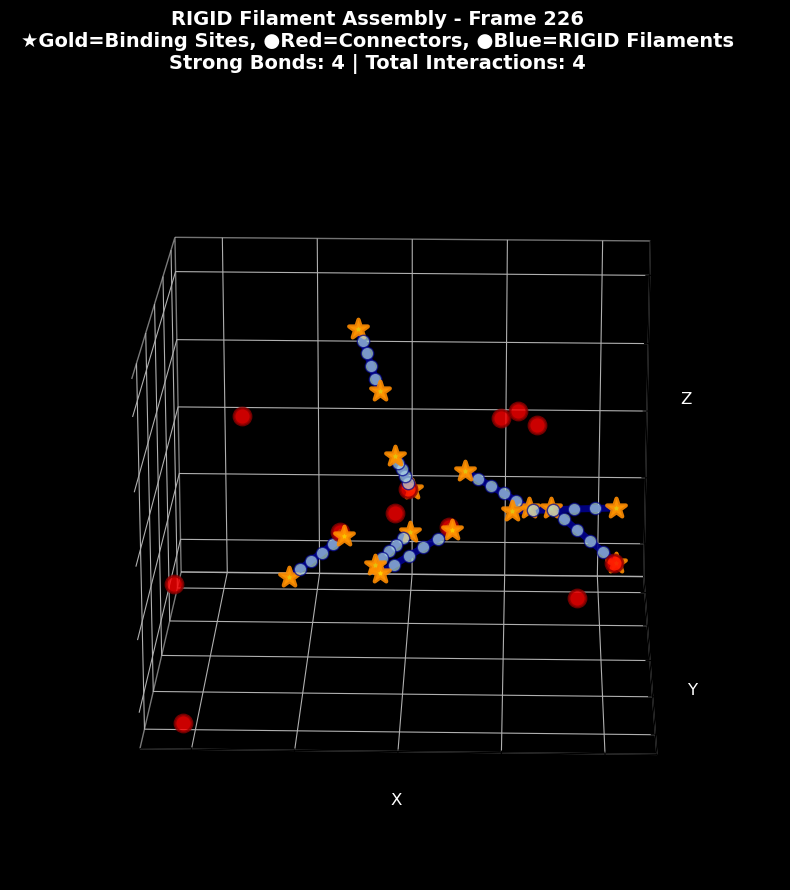 RIGID Filament Assembly - Frame 226
★Gold=Binding Sites, ●Red=Connectors, ●Blue=RIGID Filaments
Strong Bonds: 4 | Total Interactions: 4
Z
Y
X